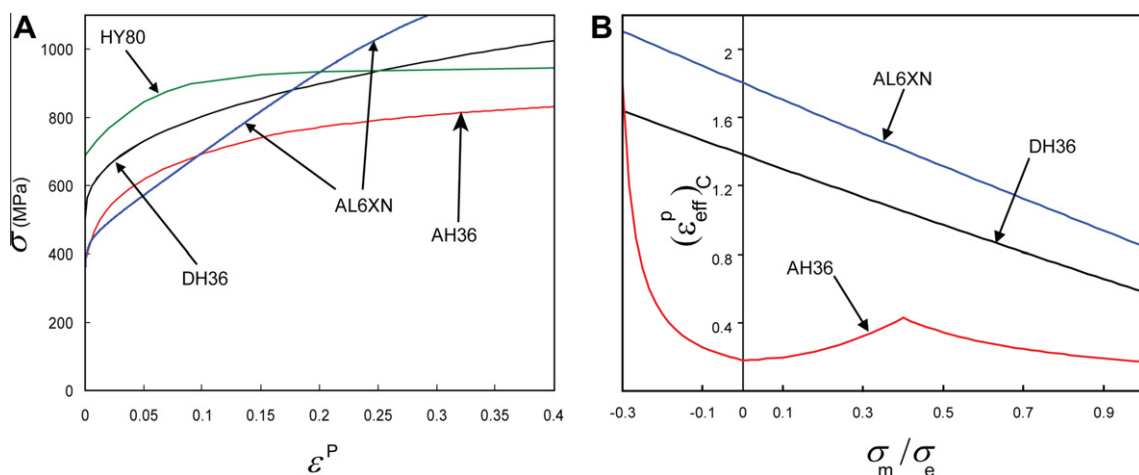 A
HY80
1000
800
600
400
200
0
σ̅ (MPa)
AL6XN
AH36
DH36
0 0.05 0.1 0.15 0.2 0.25 0.3 0.35 0.4
ε^P
B
2
1.6
1.2
0.8
0.4
(ε^p_eff)_C
AL6XN
DH36
AH36
-0.3 -0.1 0 0.1 0.3 0.5 0.7 0.9
σ_m/σ_e